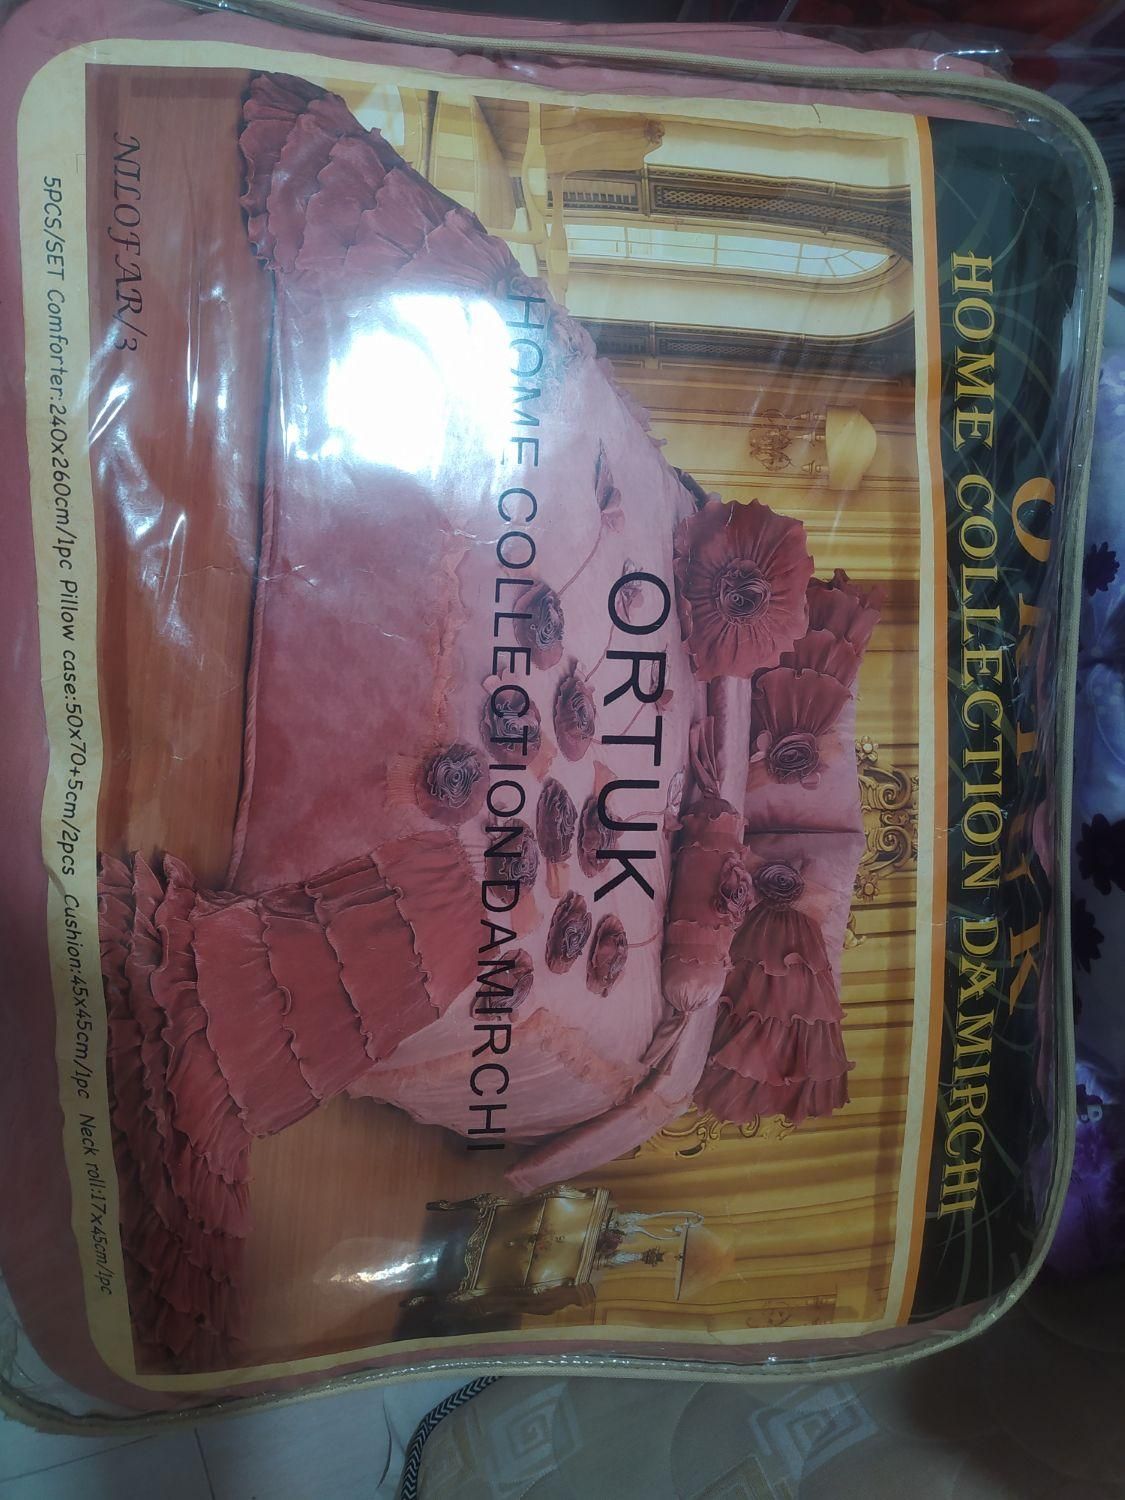 ORTUK
HOME COLLECTION DAMIRCHI
ORTUK
HOME COLLECTION DAMIRCHI
NILOFAR/3
5PCS/SET Comforter:240x260cm/1pc Pillow case:50x70+5cm/2pcs Cushion:45x45cm/1pc Neck roll:17x45cm/1pc